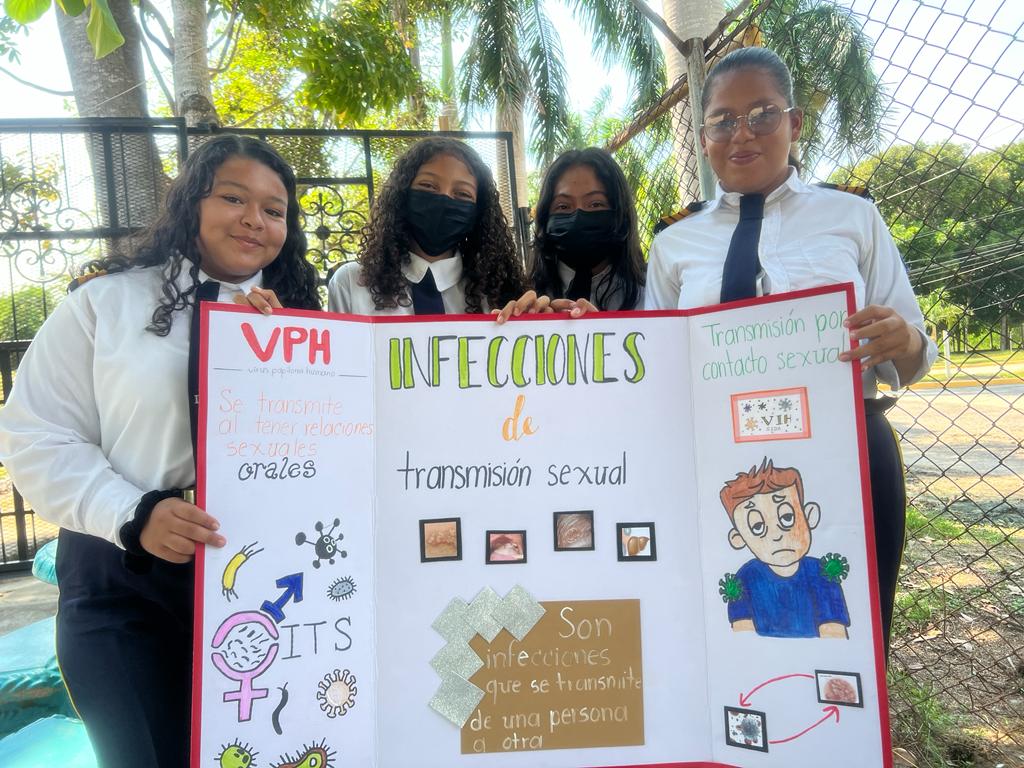 VPH
virus papiloma humano
Se transmite
al tener relaciones
sexuales
orales
ITS
INFECCIONES
de
transmisión sexual
Son
infecciones
que se transmite
de una persona
a otra
Transmisión por
contacto sexual
VIH
SIDA